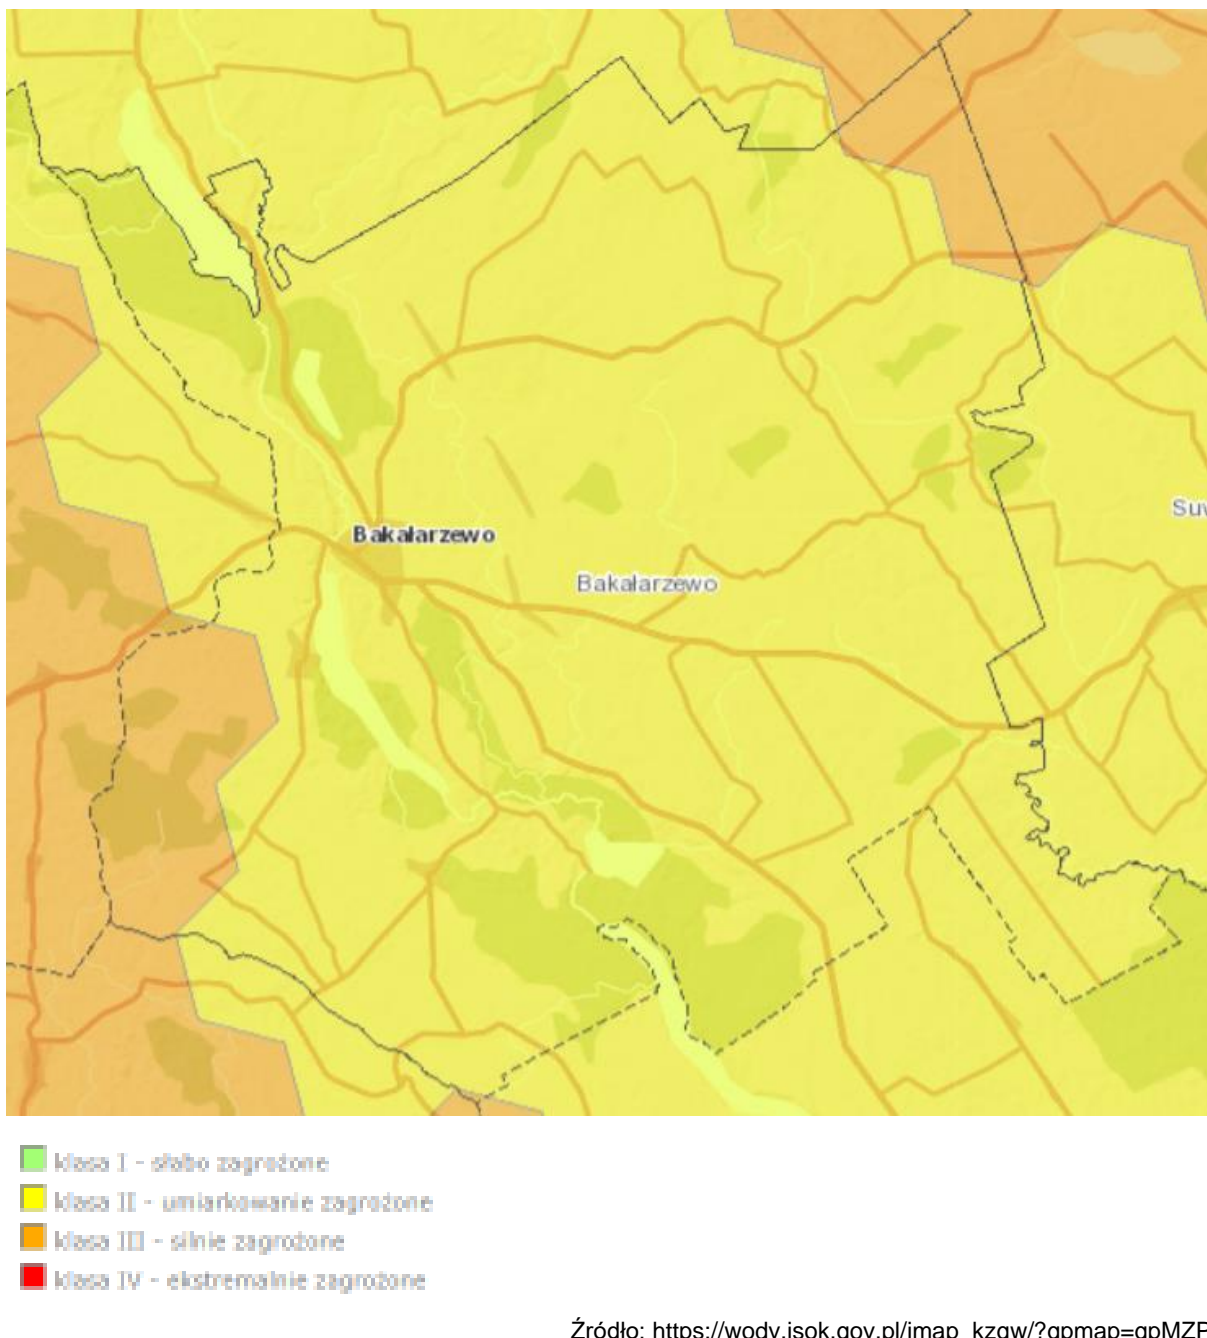 Suw
Bakałarzewo
Bakałarzewo
klasa I - słabo zagrożone
klasa II - umiarkowanie zagrożone
klasa III - silnie zagrożone
klasa IV - ekstremalnie zagrożone
Źródło: https://wody.isok.gov.pl/imap_kzgw/?gpmap=gpMZP